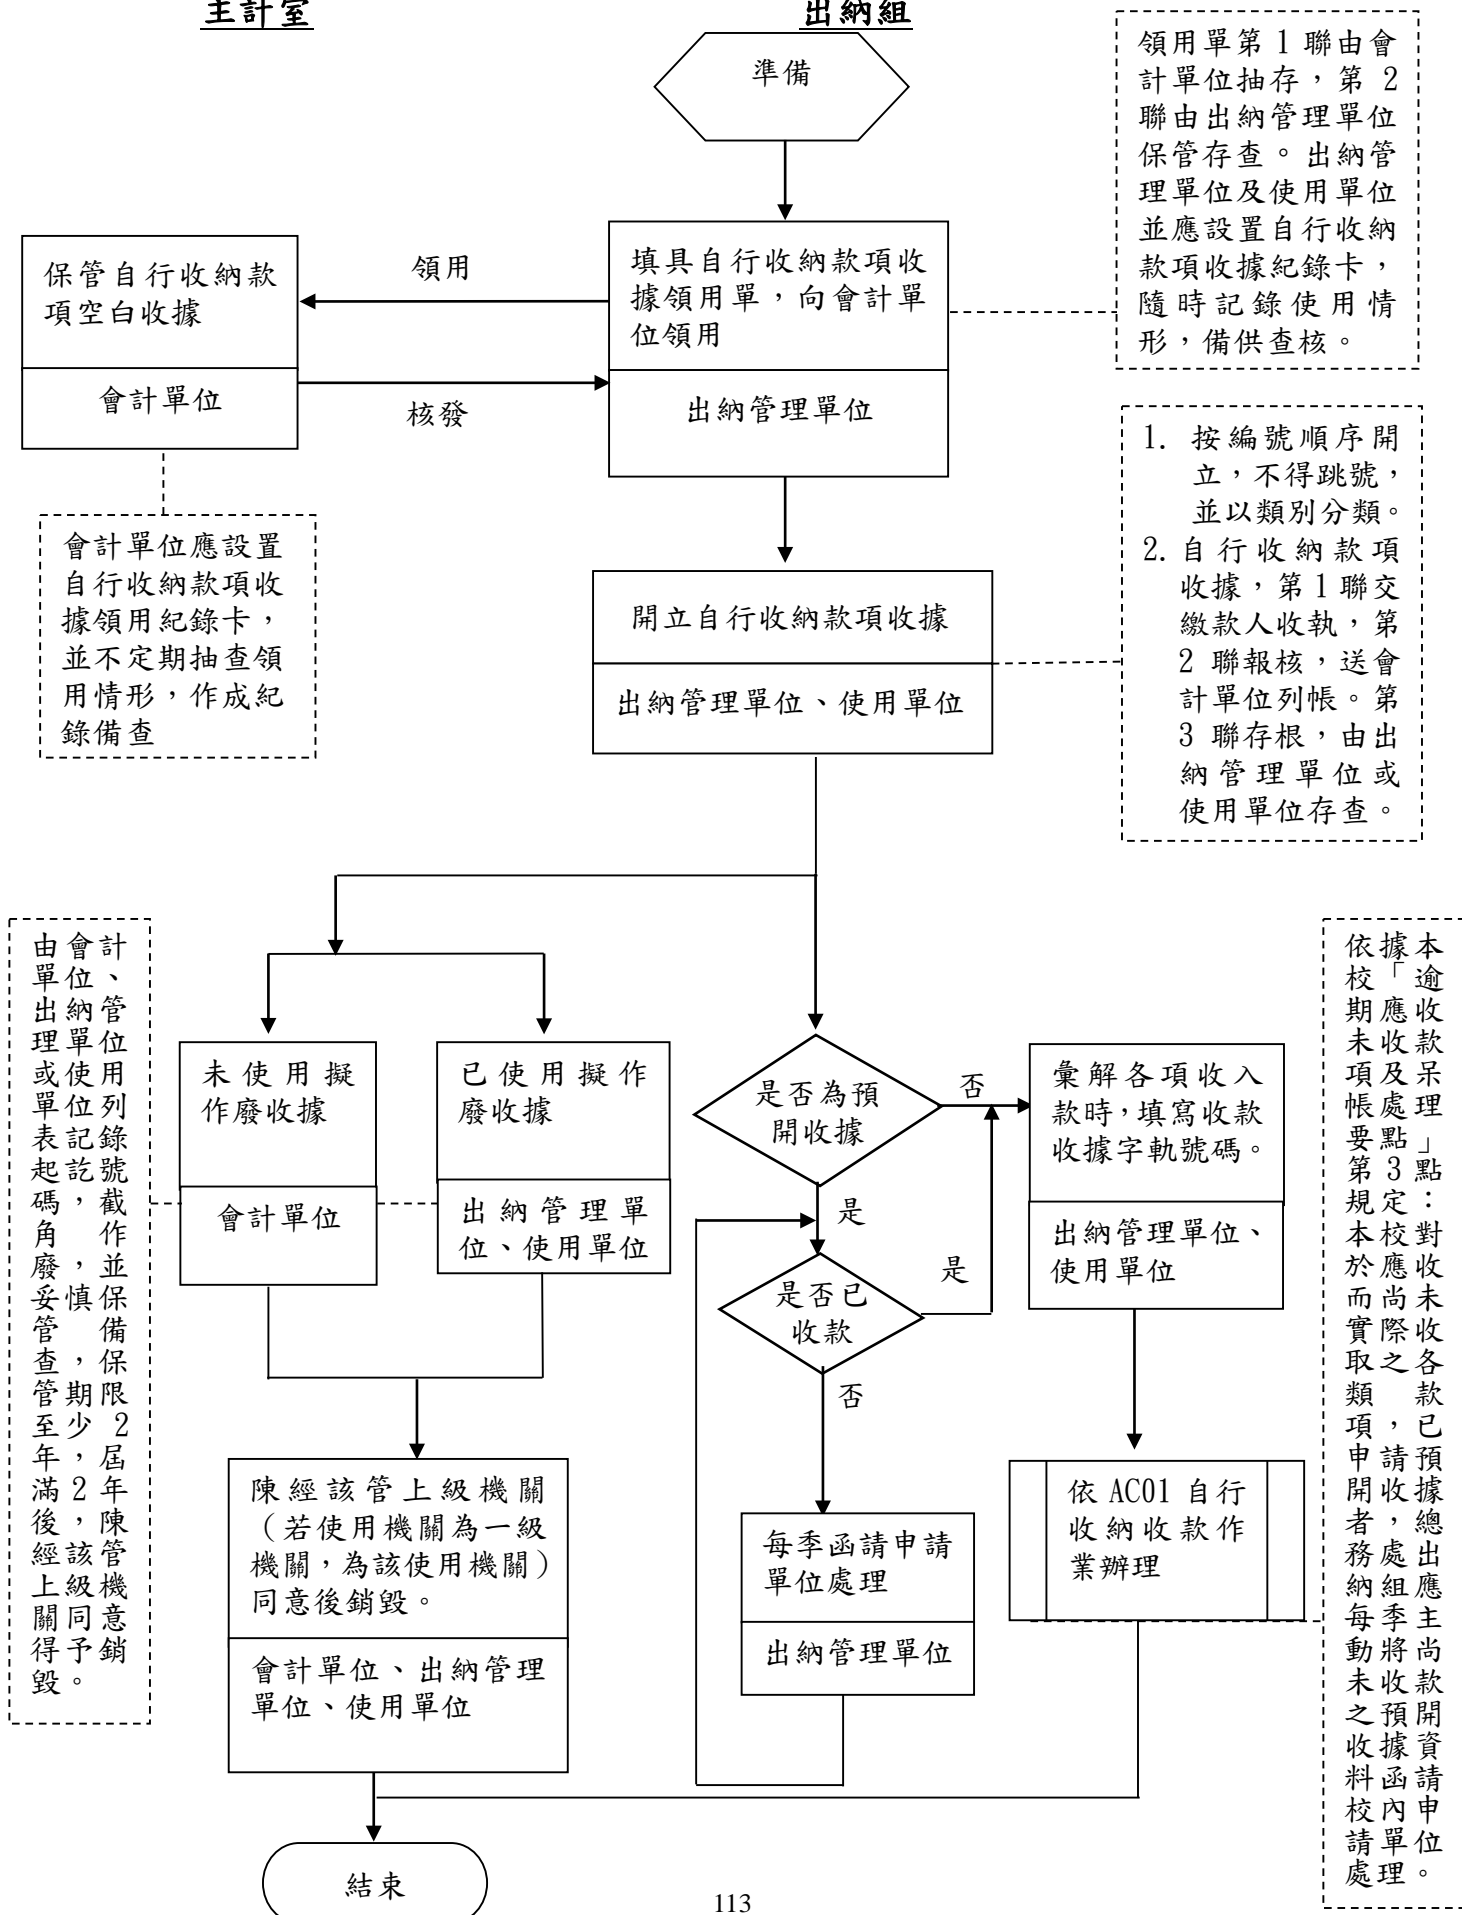 主計室
出納組
準備
領用單第 1 聯由會
計單位抽存，第 2
聯由出納管理單位
保管存查。出納管
理單位及使用單位
並應設置自行收納
款項收據紀錄卡，
隨時記錄使用情
形，備供查核。
保管自行收納款
項空白收據
會計單位
領用
核發
填具自行收納款項收
據領用單，向會計單
位領用
出納管理單位
會計單位應設置
自行收納款項收
據領用紀錄卡，
並不定期抽查領
用情形，作成紀
錄備查
1. 按編號順序開
立，不得跳號，
並以類別分類。
2. 自行收納款項
收據，第 1 聯交
繳款人收執，第
2 聯報核，送會
計單位列帳。第
3 聯存根，由出
納管理單位或
使用單位存查。
開立自行收納款項收據
出納管理單位、使用單位
由會計
單位、
出納管
理單位
或使用
單位列
表記錄
起訖號
碼，截
角作
廢，並
妥慎保
管備
查，保
管期限
至少 2
年，屆
滿 2 年
後，陳
經該管
上級機
關同意
得予銷
毀。
未使用擬
作廢收據
會計單位
已使用擬作
廢收據
出納管理單
位、使用單位
是否為預
開收據
否
是
是否已
收款
是
否
彙解各項收入
款時，填寫收款
收據字軌號碼。
出納管理單位、
使用單位
依據本
校「逾
期應收
未收款
項及呆
帳處理
要點」
第 3 點
規定：
本校對
於應收
而尚未
實際收
取之各
類款
項，已
申請預
開收據
者，總
務處出
納組應
每季主
動將尚
未收款
之預開
收據資
料函請
校內申
請單位
處理。
陳經該管上級機關
（若使用機關為一級
機關，為該使用機關）
同意後銷毀。
會計單位、出納管理
單位、使用單位
每季函請申請
單位處理
出納管理單位
依 AC01 自行
收納收款作
業辦理
結束
113